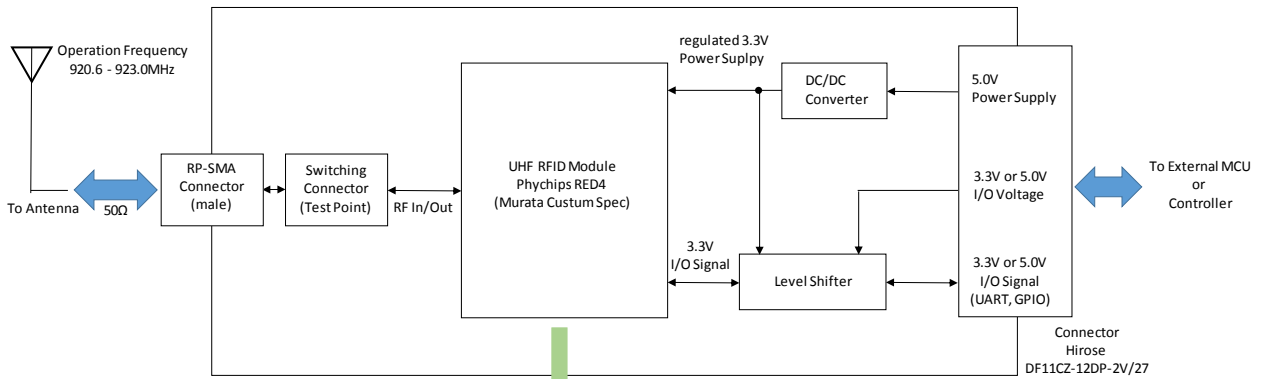 Operation Frequency
920.6 - 923.0MHz
To Antenna
50Ω
RP-SMA
Connector
(male)
Switching
Connector
(Test Point)
RF In/Out
UHF RFID Module
Phychips RED4
(Murata Custum Spec)
regulated 3.3V
Power Suplpy
DC/DC
Converter
3.3V
I/O Signal
Level Shifter
5.0V
Power Supply
3.3V or 5.0V
I/O Voltage
3.3V or 5.0V
I/O Signal
(UART, GPIO)
To External MCU
or
Controller
Connector
Hirose
DF11CZ-12DP-2V/27